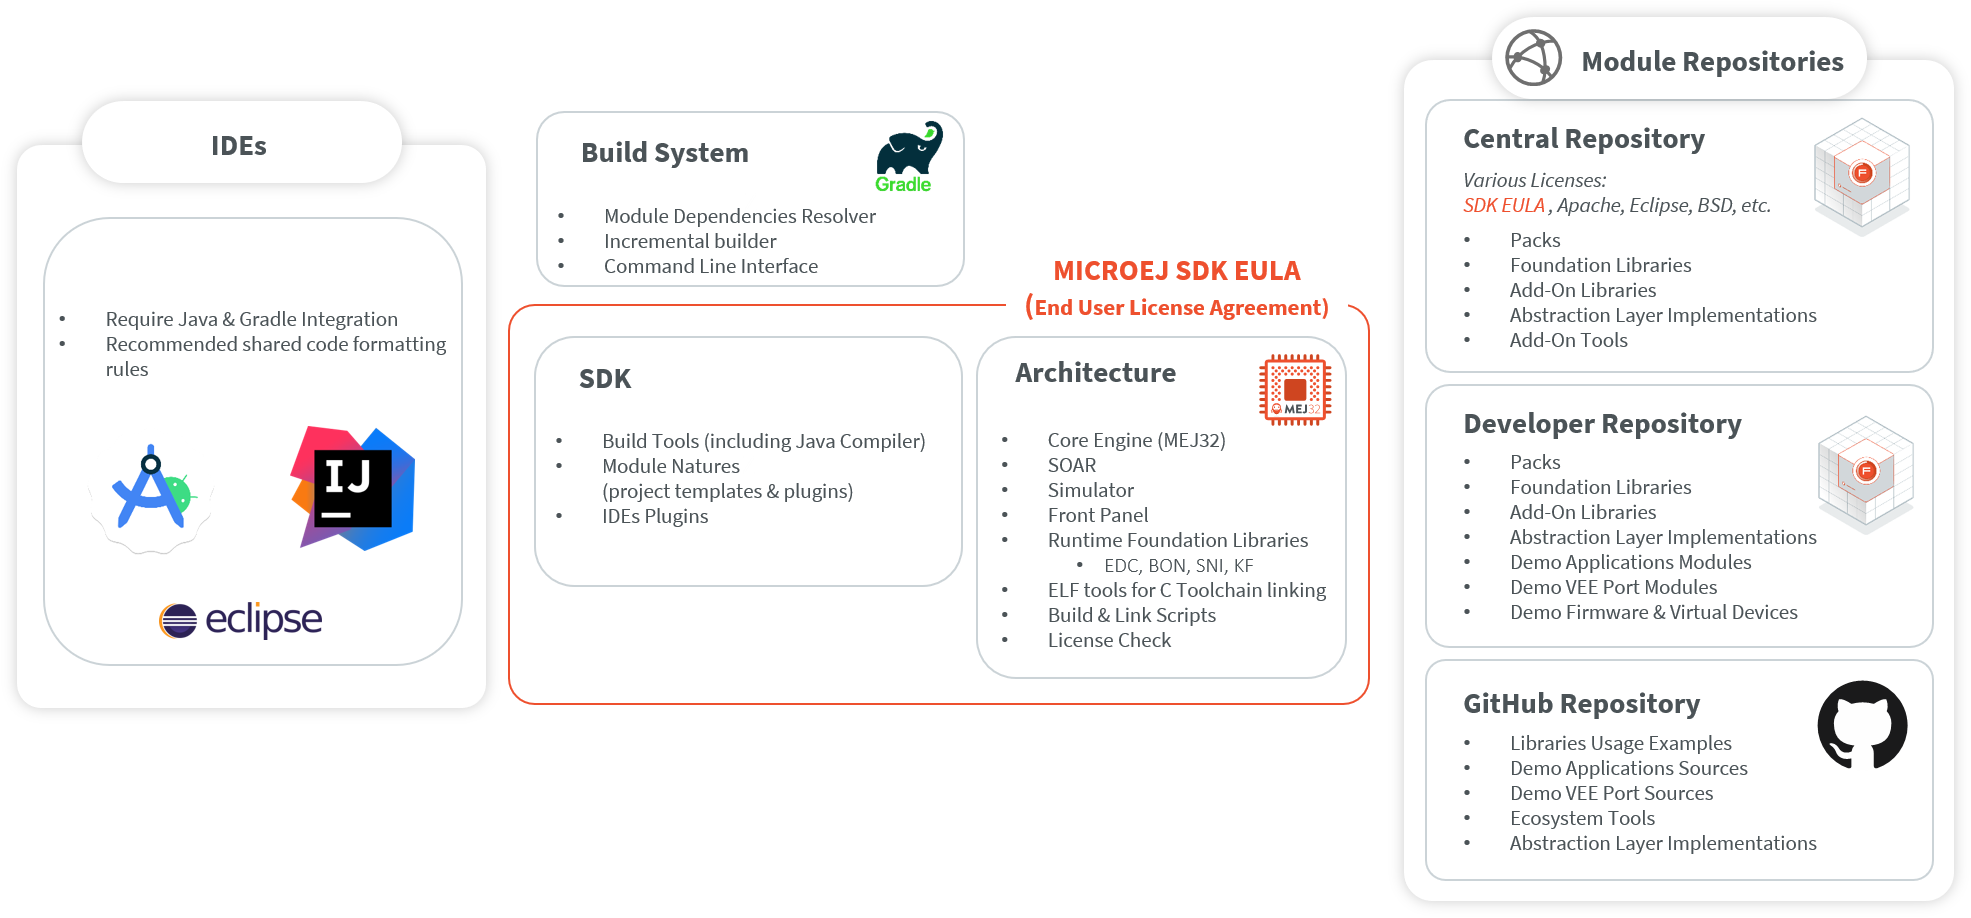 IDEs
• Require Java & Gradle Integration
• Recommended shared code formatting
rules
IJ
eclipse
Build System
Gradle
• Module Dependencies Resolver
• Incremental builder
• Command Line Interface
MICROEJ SDK EULA
(End User License Agreement)
SDK
• Build Tools (including Java Compiler)
• Module Natures
(project templates & plugins)
• IDEs Plugins
Architecture
MEJ32
• Core Engine (MEJ32)
• SOAR
• Simulator
• Front Panel
• Runtime Foundation Libraries
• EDC, BON, SNI, KF
• ELF tools for C Toolchain linking
• Build & Link Scripts
• License Check
Module Repositories
Central Repository
Various Licenses:
SDK EULA , Apache, Eclipse, BSD, etc.
• Packs
• Foundation Libraries
• Add-On Libraries
• Abstraction Layer Implementations
• Add-On Tools
Developer Repository
• Packs
• Foundation Libraries
• Add-On Libraries
• Abstraction Layer Implementations
• Demo Applications Modules
• Demo VEE Port Modules
• Demo Firmware & Virtual Devices
GitHub Repository
• Libraries Usage Examples
• Demo Applications Sources
• Demo VEE Port Sources
• Ecosystem Tools
• Abstraction Layer Implementations